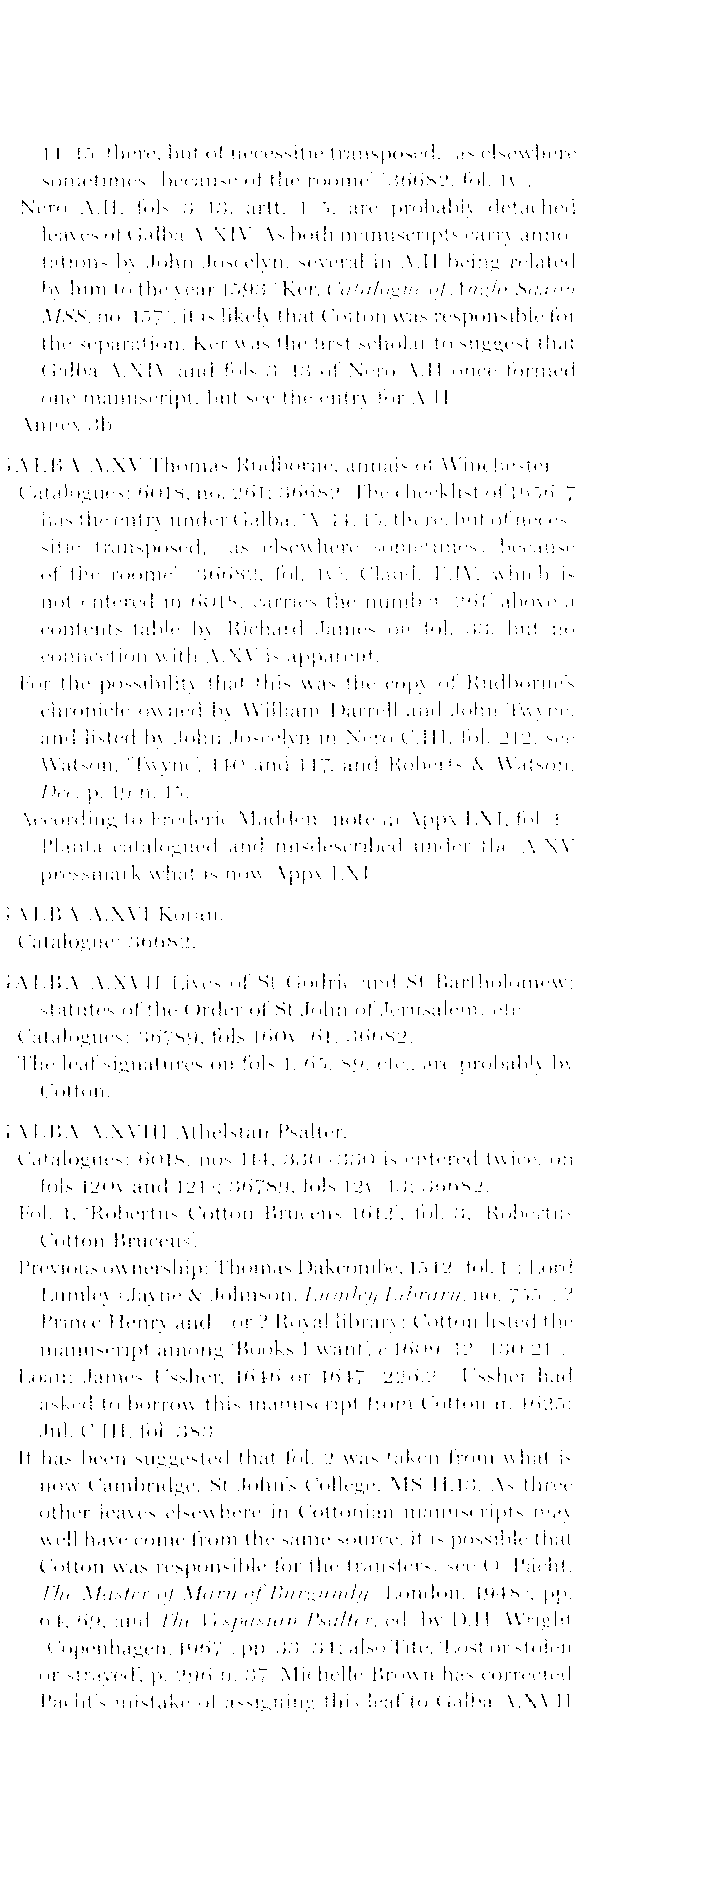 14, 15, there, but of necessitie transposed, (as elsewhere
sometimes) because of the roome' (36682, fol. 1v).
Nero A.II, fols 3–13, artt. 1–5, are probably detached
leaves of Galba A.XIV. As both manuscripts carry anno-
tations by John Joscelyn, several in A.II being related
by him to the year 1593 (Ker, Catalogue of Anglo-Saxon
MSS, no. 157), it is likely that Cotton was responsible for
the separation. Ker was the first scholar to suggest that
Galba A.XIV and fols 3–13 of Nero A.II once formed
one manuscript, but see the entry for A.II.
Annex 3b.
GALBA A.XV Thomas Rudborne, annals of Winchester.
Catalogues: 6018, no. 261; 36682. The checklist of 1656–7
has the entry under Galba, 'A. 14, 15, there, but of neces-
sitie transposed, (as elsewhere sometimes) because
of the roome' (36682, fol. 1v). Claud. E.IV, which is
not entered in 6018, carries the number '261' above a
contents table by Richard James on fol. 33, but no
connection with A.XV is apparent.
For the possibility that this was the copy of Rudborne's
chronicle owned by William Darrell and John Twyne,
and listed by John Joscelyn in Nero C.III, fol. 212, see
Watson, 'Twyne', 140 and 147, and Roberts & Watson,
Dee, p. 19 n. 15.
According to Frederic Madden (note at Appx LXI, fol. 1)
Planta catalogued and misdescribed under the A.XV
pressmark what is now Appx LXI.
GALBA A.XVI Koran.
Catalogue: 36682.
GALBA A.XVII Lives of St Godric and St Bartholomew;
statutes of the Order of St John of Jerusalem, etc.
Catalogues: 36789, fols 160v–61; 36682.
The leaf signatures on fols 1, 65, 89, etc., are probably by
Cotton.
GALBA A.XVIII Athelstan Psalter.
Catalogues: 6018, nos 114, 330 (330 is entered twice, on
fols 120v and 121); 36789, fols 12v–13; 36682.
Fol. 1, 'Robertus Cotton Bruceus 1612', fol. 3, 'Robertus
Cotton Bruceus'.
Previous ownership: Thomas Dakcombe, 1542 (fol. 1); Lord
Lumley (Jayne & Johnson, Lumley Library, no. 755); ?
Prince Henry and/or ? Royal library: Cotton listed the
manuscript among 'Books I want', c 1609–12 (130.21).
Loan: James Ussher, 1646 or 1647 (226.2). Ussher had
asked to borrow this manuscript from Cotton in 1625:
Jul. C.III, fol. 383.
It has been suggested that fol. 2 was taken from what is
now Cambridge, St John's College, MS H.13. As three
other leaves elsewhere in Cottonian manuscripts may
well have come from the same source, it is possible that
Cotton was responsible for the transfers: see O. Pächt,
The Master of Mary of Burgundy (London, 1948), pp.
64, 69, and The Vespasian Psalter, ed. by D.H. Wright
(Copenhagen, 1967), pp. 33–34; also Tite, 'Lost or stolen
or strayed', p. 296 n. 37. Michelle Brown has corrected
Pächt's mistake of assigning this leaf to Galba A.XVII